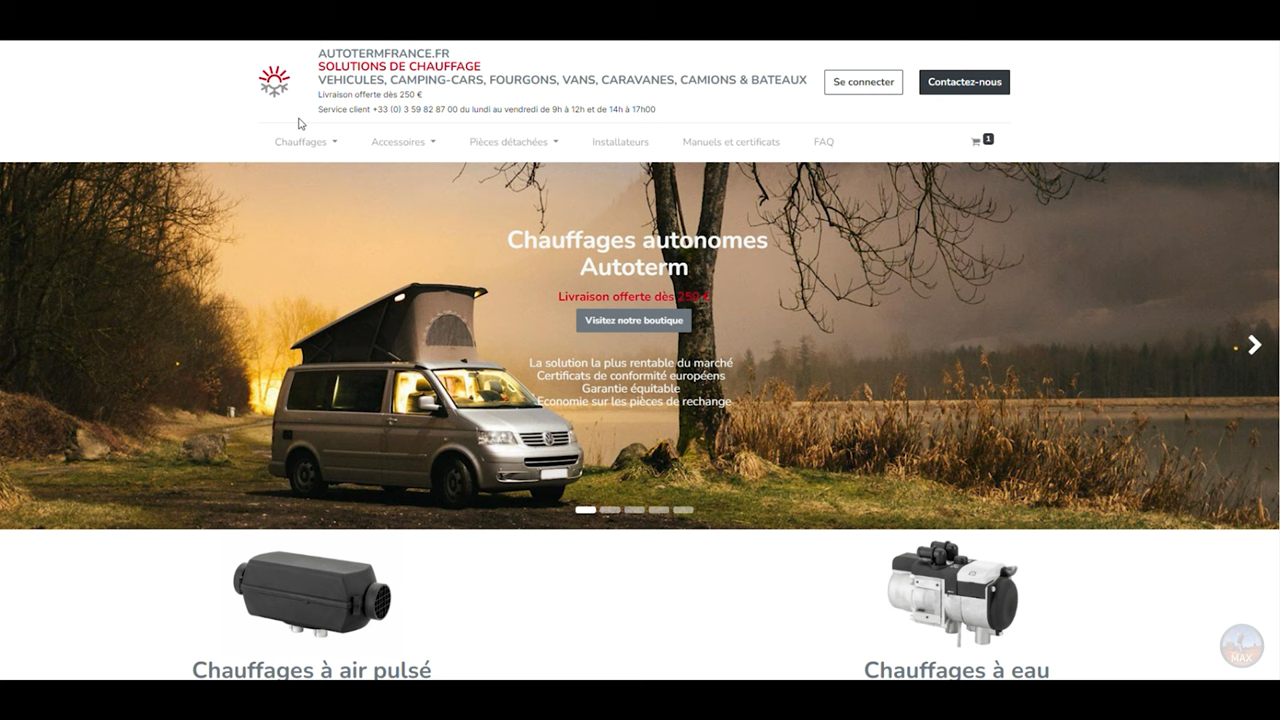 AUTOTERMFRANCE.FR
SOLUTIONS DE CHAUFFAGE
VEHICULES, CAMPING-CARS, FOURGONS, VANS, CARAVANES, CAMIONS & BATEAUX
Livraison offerte dès 250 €
Service client +33 (0) 3 59 82 87 00 du lundi au vendredi de 9h à 12h et de 14h à 17h00
Se connecter
Contactez-nous
Chauffages
Accessoires
Pièces détachées
Installateurs
Manuels et certificats
FAQ
1
Chauffages autonomes
Autoterm
Livraison offerte dès 250 €
Visitez notre boutique
La solution la plus rentable du marché
Certificats de conformité européens
Garantie équitable
Economie sur les pièces de rechange
Chauffages à air pulsé
Chauffages à eau
MAX